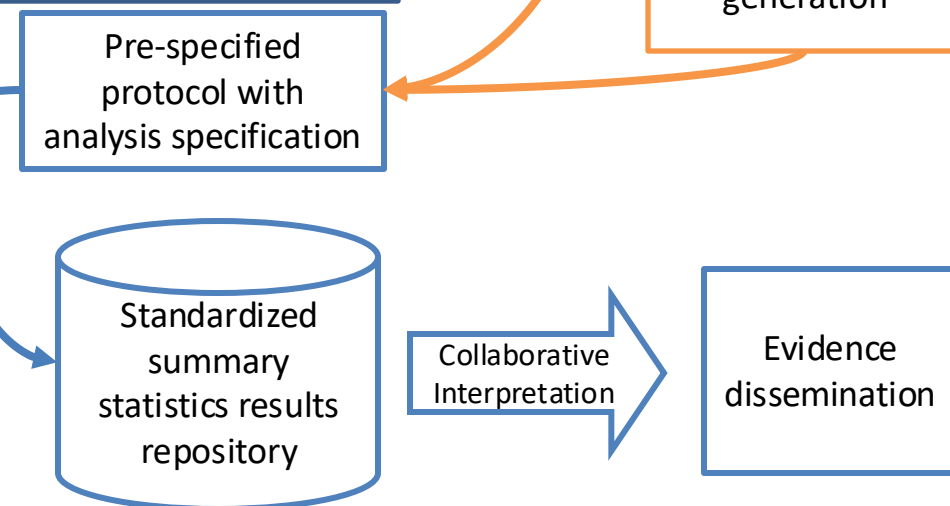 generation
Pre-specified
protocol with
analysis specification
Standardized
summary
statistics results
repository
Collaborative
Interpretation
Evidence
dissemination